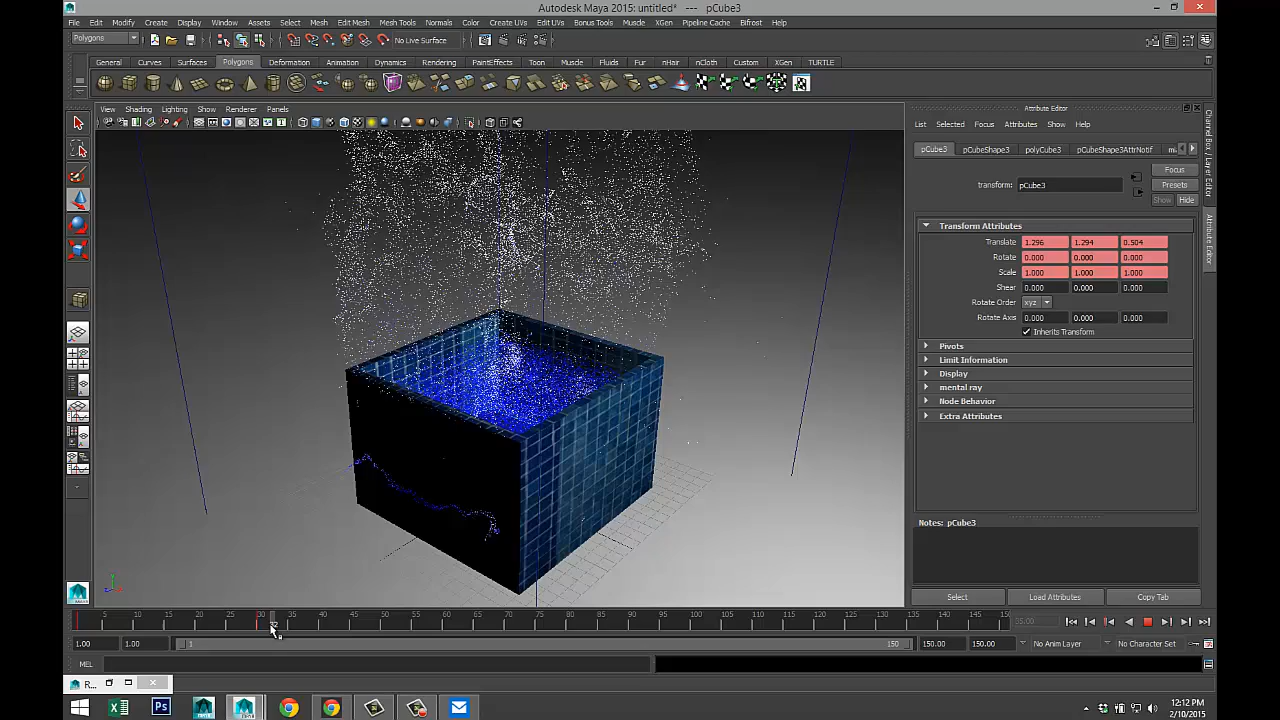 Autodesk Maya 2015: untitled* --- pCube3
File Edit Modify Create Display Window Assets Select Mesh Edit Mesh Mesh Tools Normals Color Create UVs Edit UVs Bonus Tools Muscle XGen Pipeline Cache Bifrost Help
Polygons No Live Surface
General Curves Surfaces Polygons Deformation Animation Dynamics Rendering PaintEffects Toon Muscle Fluids Fur nHair nCloth Custom XGen TURTLE
View Shading Lighting Show Renderer Panels
Attribute Editor
List Selected Focus Attributes Show Help
pCube3 pCubeShape3 polyCube3 pCubeShape3AttrNotif
Focus
transform: pCube3 Presets
Show Hide
Transform Attributes
Translate 1.296 1.294 0.504
Rotate 0.000 0.000 0.000
Scale 1.000 1.000 1.000
Shear 0.000 0.000 0.000
Rotate Order xyz
Rotate Axis 0.000 0.000 0.000
Inherits Transform
Pivots
Limit Information
Display
mental ray
Node Behavior
Extra Attributes
Notes: pCube3
Select Load Attributes Copy Tab
Channel Box / Layer Editor
Attribute Editor
5 10 15 20 25 30 35 40 45 50 55 60 65 70 75 80 85 90 95 100 105 110 115 120 125 130 135 140 145 150
1.00 1.00 1 150 150.00 150.00 No Anim Layer No Character Set
MEL
R...
12:12 PM
2/10/2015